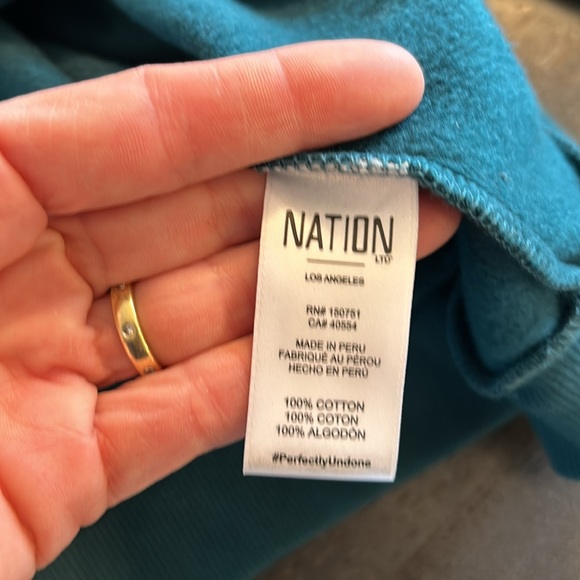 NATION
LTD
LOS ANGELES
RN# 150751
CA# 40554
MADE IN PERU
FABRIQUÉ AU PÉROU
HECHO EN PERÚ
100% COTTON
100% COTON
100% ALGODÓN
#PerfectlyUndone